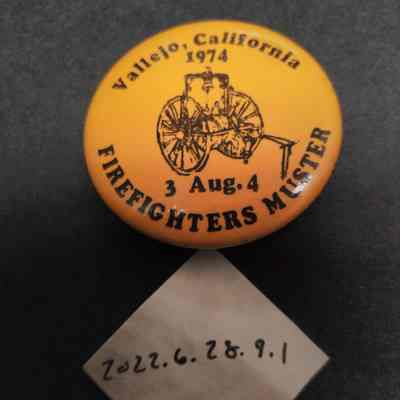 Vallejo, California
1974
3 Aug. 4
FIREFIGHTERS MUSTER
2022.6.28.9.1